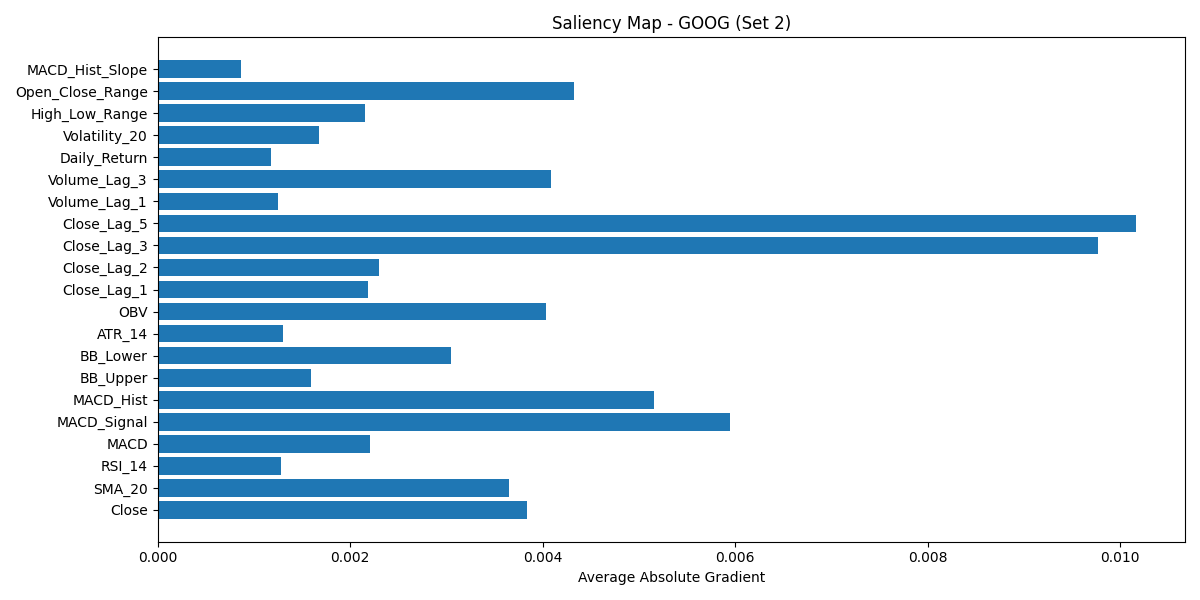 Saliency Map - GOOG (Set 2)
MACD_Hist_Slope
Open_Close_Range
High_Low_Range
Volatility_20
Daily_Return
Volume_Lag_3
Volume_Lag_1
Close_Lag_5
Close_Lag_3
Close_Lag_2
Close_Lag_1
OBV
ATR_14
BB_Lower
BB_Upper
MACD_Hist
MACD_Signal
MACD
RSI_14
SMA_20
Close
0.000 0.002 0.004 0.006 0.008 0.010
Average Absolute Gradient